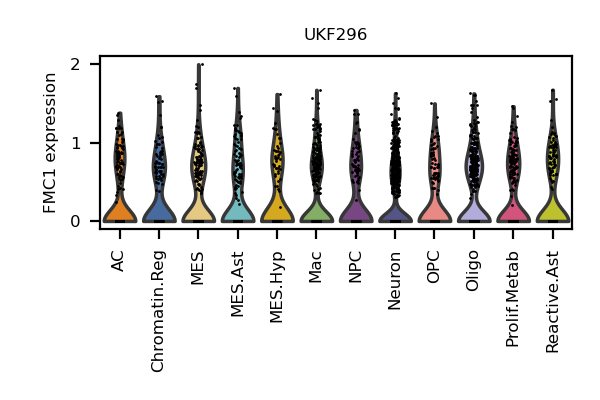 UKF296
FMC1 expression
2
1
0
AC
Chromatin.Reg
MES
MES.Ast
MES.Hyp
Mac
NPC
Neuron
OPC
Oligo
Prolif.Metab
Reactive.Ast